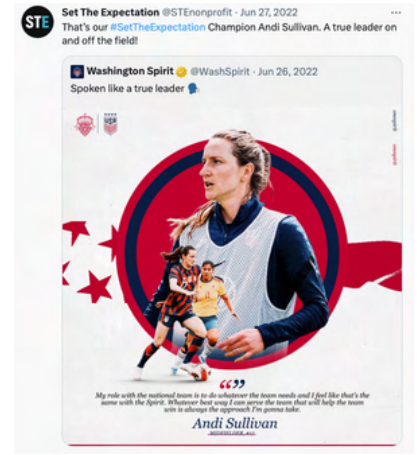 STE
Set The Expectation @STEnonprofit · Jun 27, 2022
That's our #SetTheExpectation Champion Andi Sullivan. A true leader on
and off the field!
Washington Spirit @WashSpirit · Jun 26, 2022
Spoken like a true leader
My role with the national team is to do whatever the team needs and I feel like that's the
same with the Spirit. Whatever best way I can serve the team that will help the team
win is always the approach I'm gonna take.
Andi Sullivan